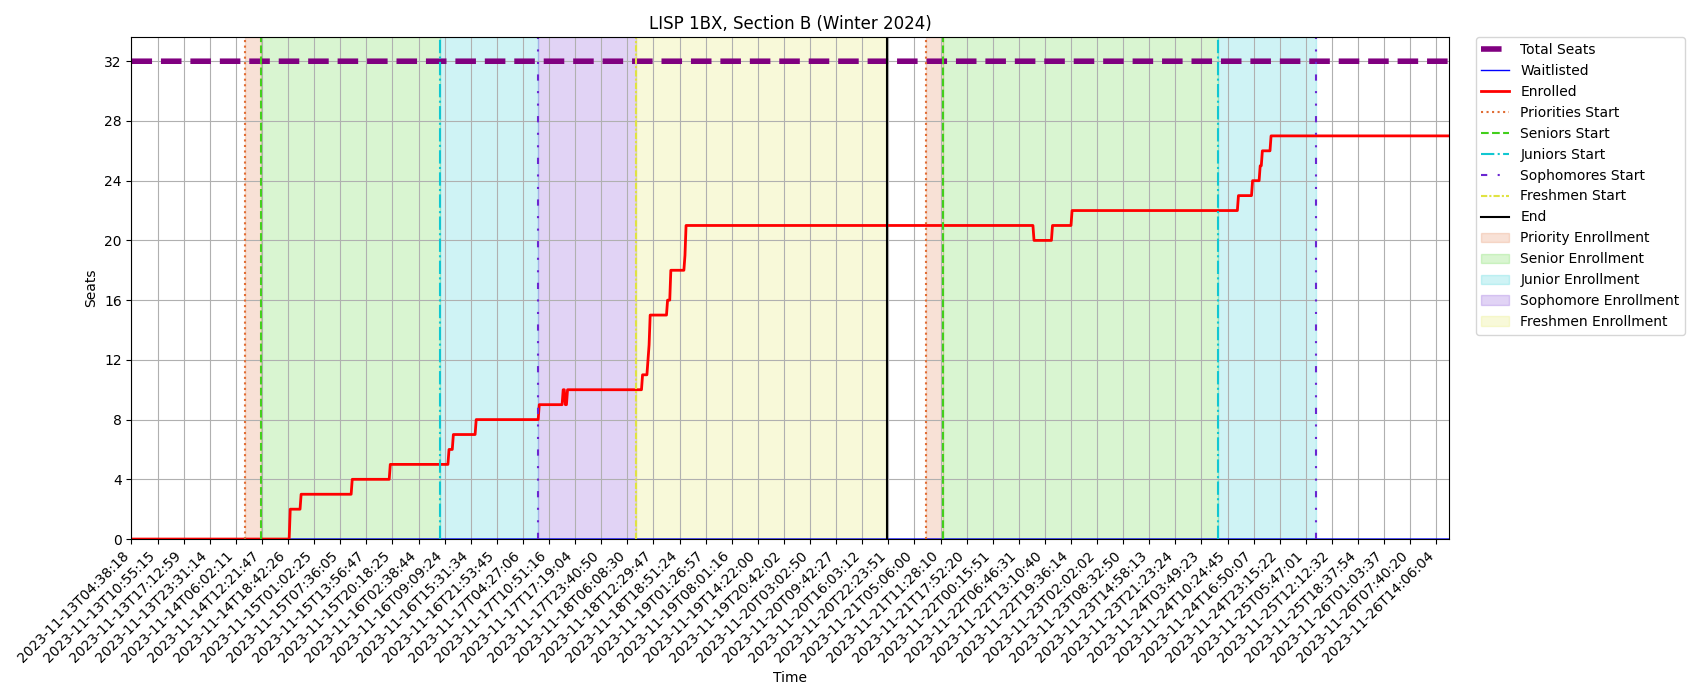 LISP 1BX, Section B (Winter 2024)
32
28
24
20
16
12
8
4
0
Seats
2023-11-13T04:38:18
2023-11-13T10:55:15
2023-11-13T17:12:59
2023-11-13T23:31:14
2023-11-14T06:02:11
2023-11-14T12:21:47
2023-11-14T18:42:26
2023-11-15T01:02:25
2023-11-15T07:36:05
2023-11-15T13:56:47
2023-11-15T20:18:25
2023-11-16T02:38:44
2023-11-16T09:09:24
2023-11-16T15:31:34
2023-11-16T21:53:45
2023-11-17T04:27:06
2023-11-17T10:51:16
2023-11-17T17:19:04
2023-11-17T23:40:50
2023-11-18T06:08:30
2023-11-18T12:29:47
2023-11-18T18:51:24
2023-11-19T01:26:57
2023-11-19T08:01:16
2023-11-19T14:22:00
2023-11-19T20:42:02
2023-11-20T03:02:50
2023-11-20T09:42:27
2023-11-20T16:03:12
2023-11-20T22:23:51
2023-11-21T05:06:00
2023-11-21T11:28:10
2023-11-21T17:52:20
2023-11-22T00:15:51
2023-11-22T06:46:31
2023-11-22T13:10:40
2023-11-22T19:36:14
2023-11-23T02:02:02
2023-11-23T08:32:50
2023-11-23T14:58:13
2023-11-23T21:23:24
2023-11-24T03:49:23
2023-11-24T10:24:45
2023-11-24T16:50:07
2023-11-24T23:15:22
2023-11-25T05:47:01
2023-11-25T12:12:32
2023-11-25T18:37:54
2023-11-26T01:03:37
2023-11-26T07:40:20
2023-11-26T14:06:04
Time
Total Seats
Waitlisted
Enrolled
Priorities Start
Seniors Start
Juniors Start
Sophomores Start
Freshmen Start
End
Priority Enrollment
Senior Enrollment
Junior Enrollment
Sophomore Enrollment
Freshmen Enrollment